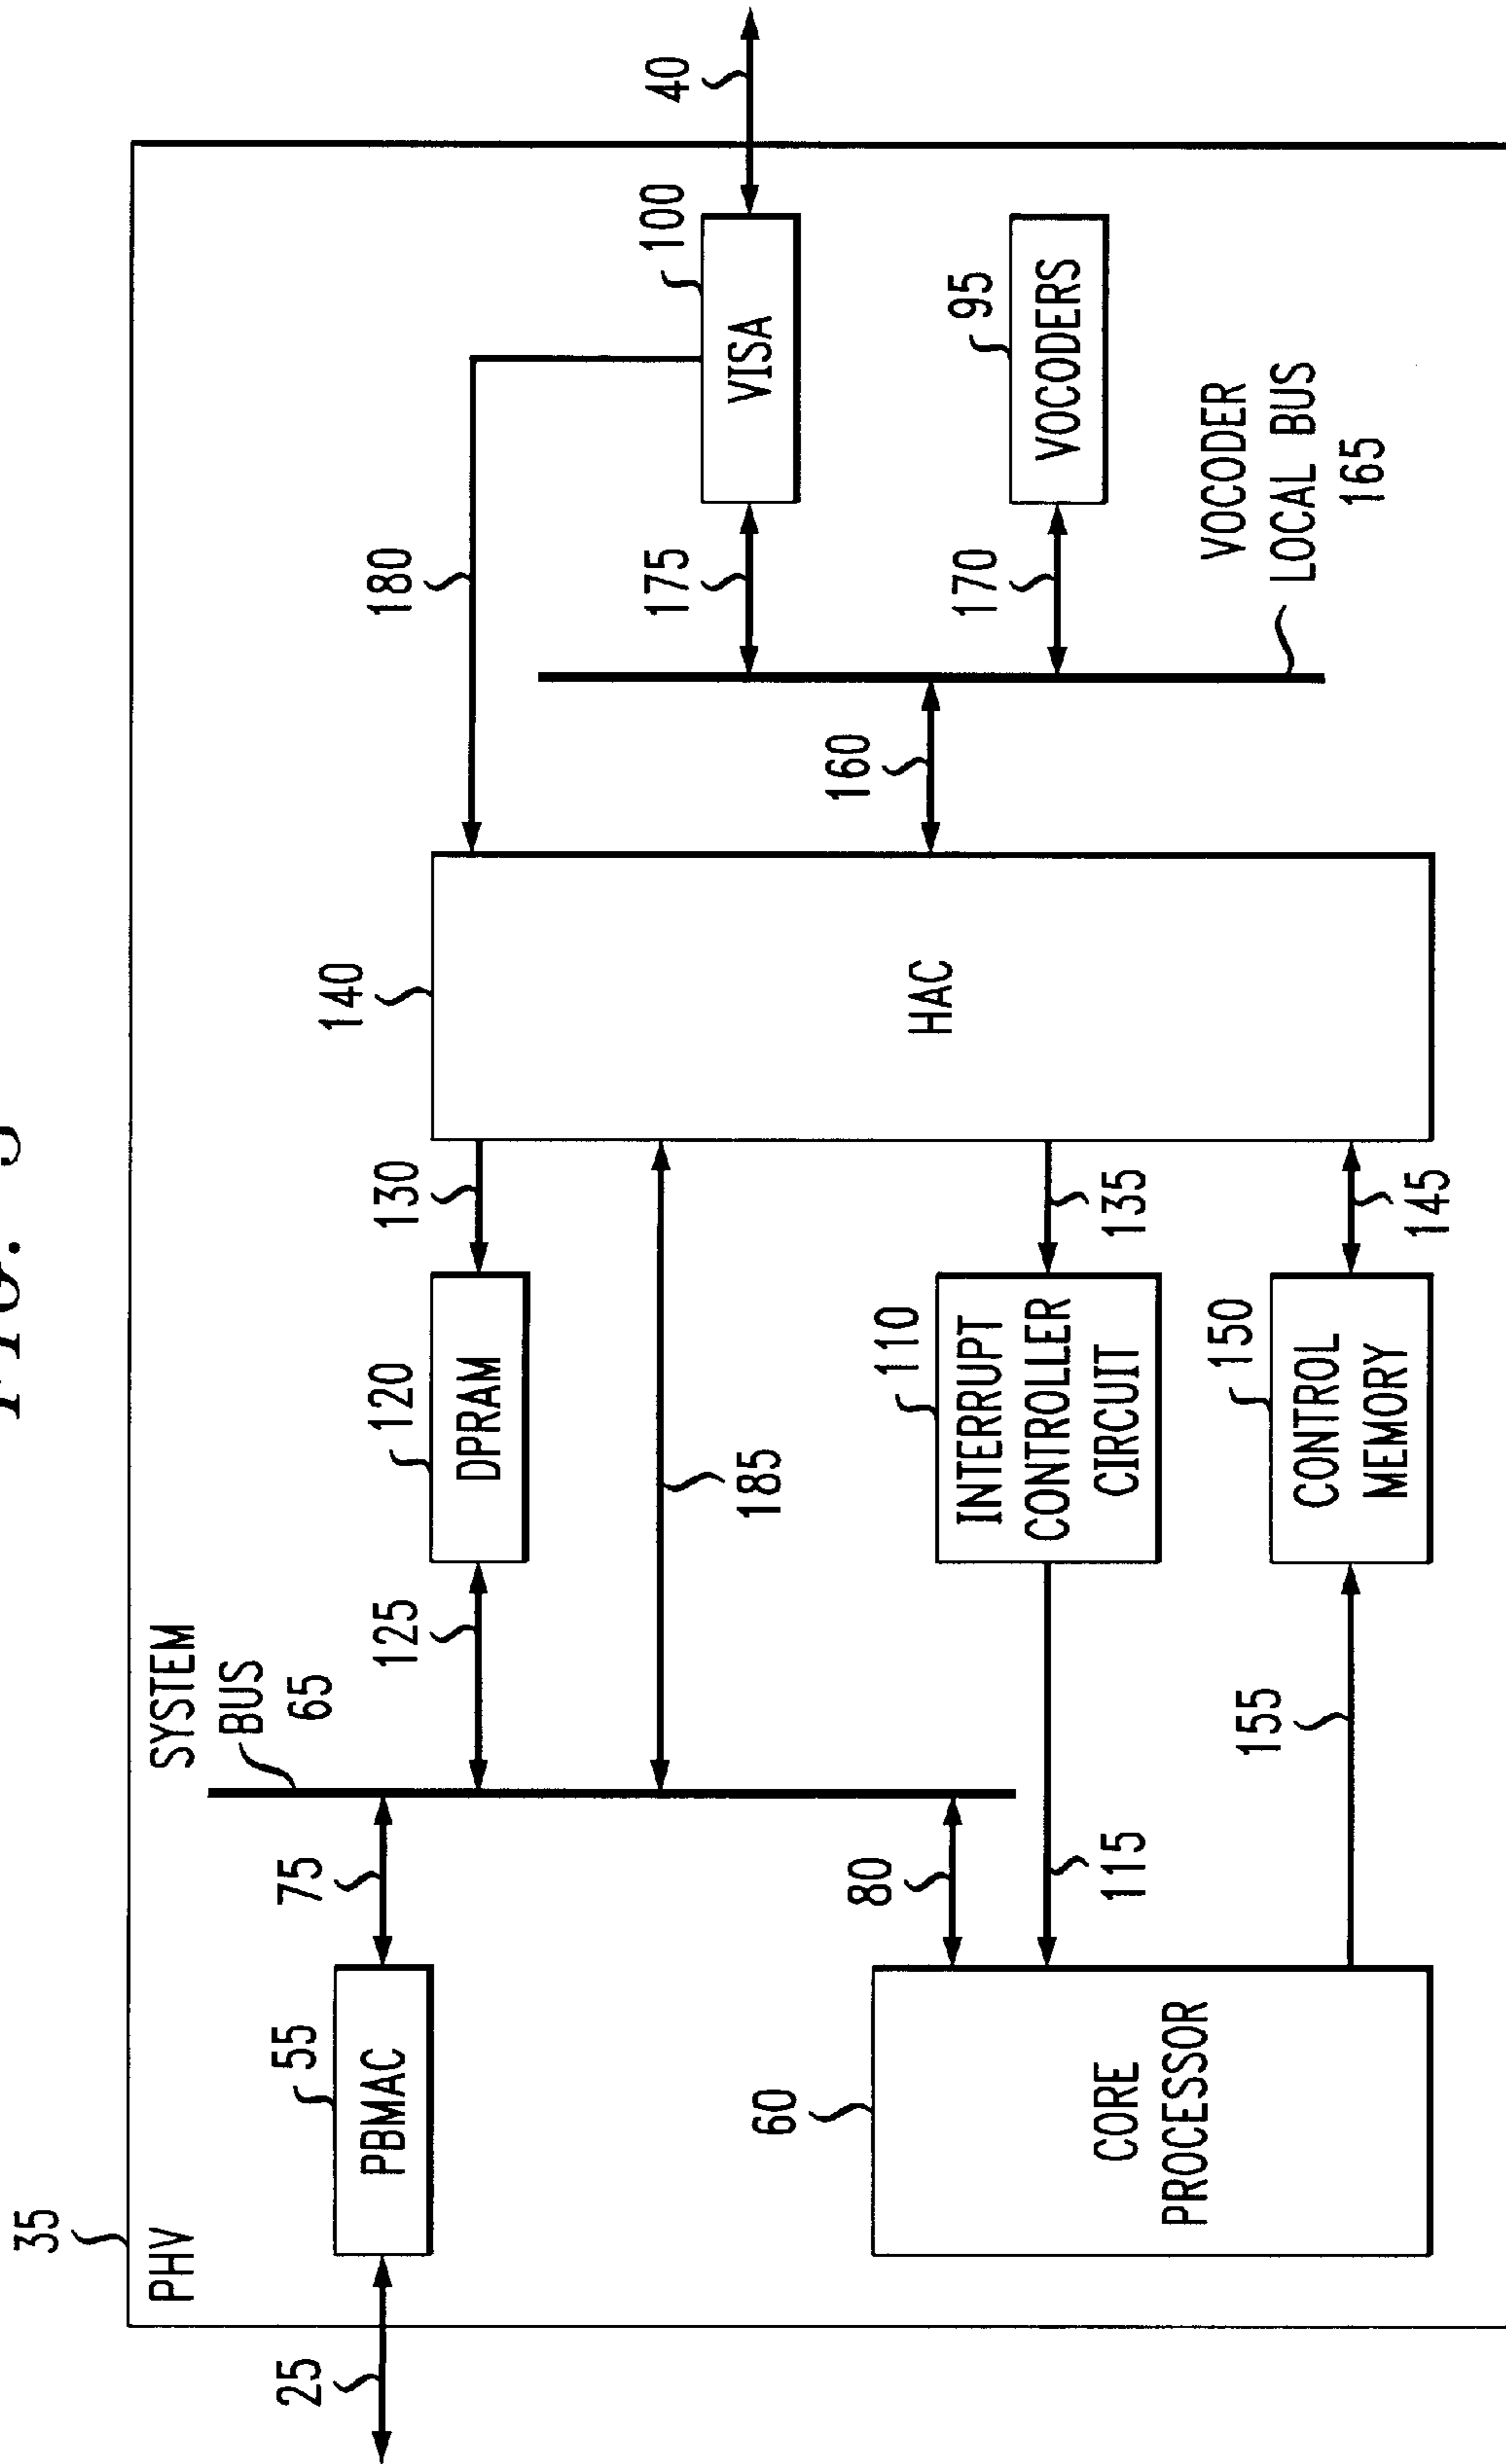 FIG.
35
PHV
SYSTEM
BUS
65
25
55
PBMAC
75
125
120
DPRAM
130
140
HAC
180
185
60
CORE
PROCESSOR
80
115
110
INTERRUPT
CONTROLLER
CIRCUIT
135
155
150
CONTROL
MEMORY
145
160
175
100
VISA
40
170
95
VOCODERS
VOCODER
LOCAL BUS
165